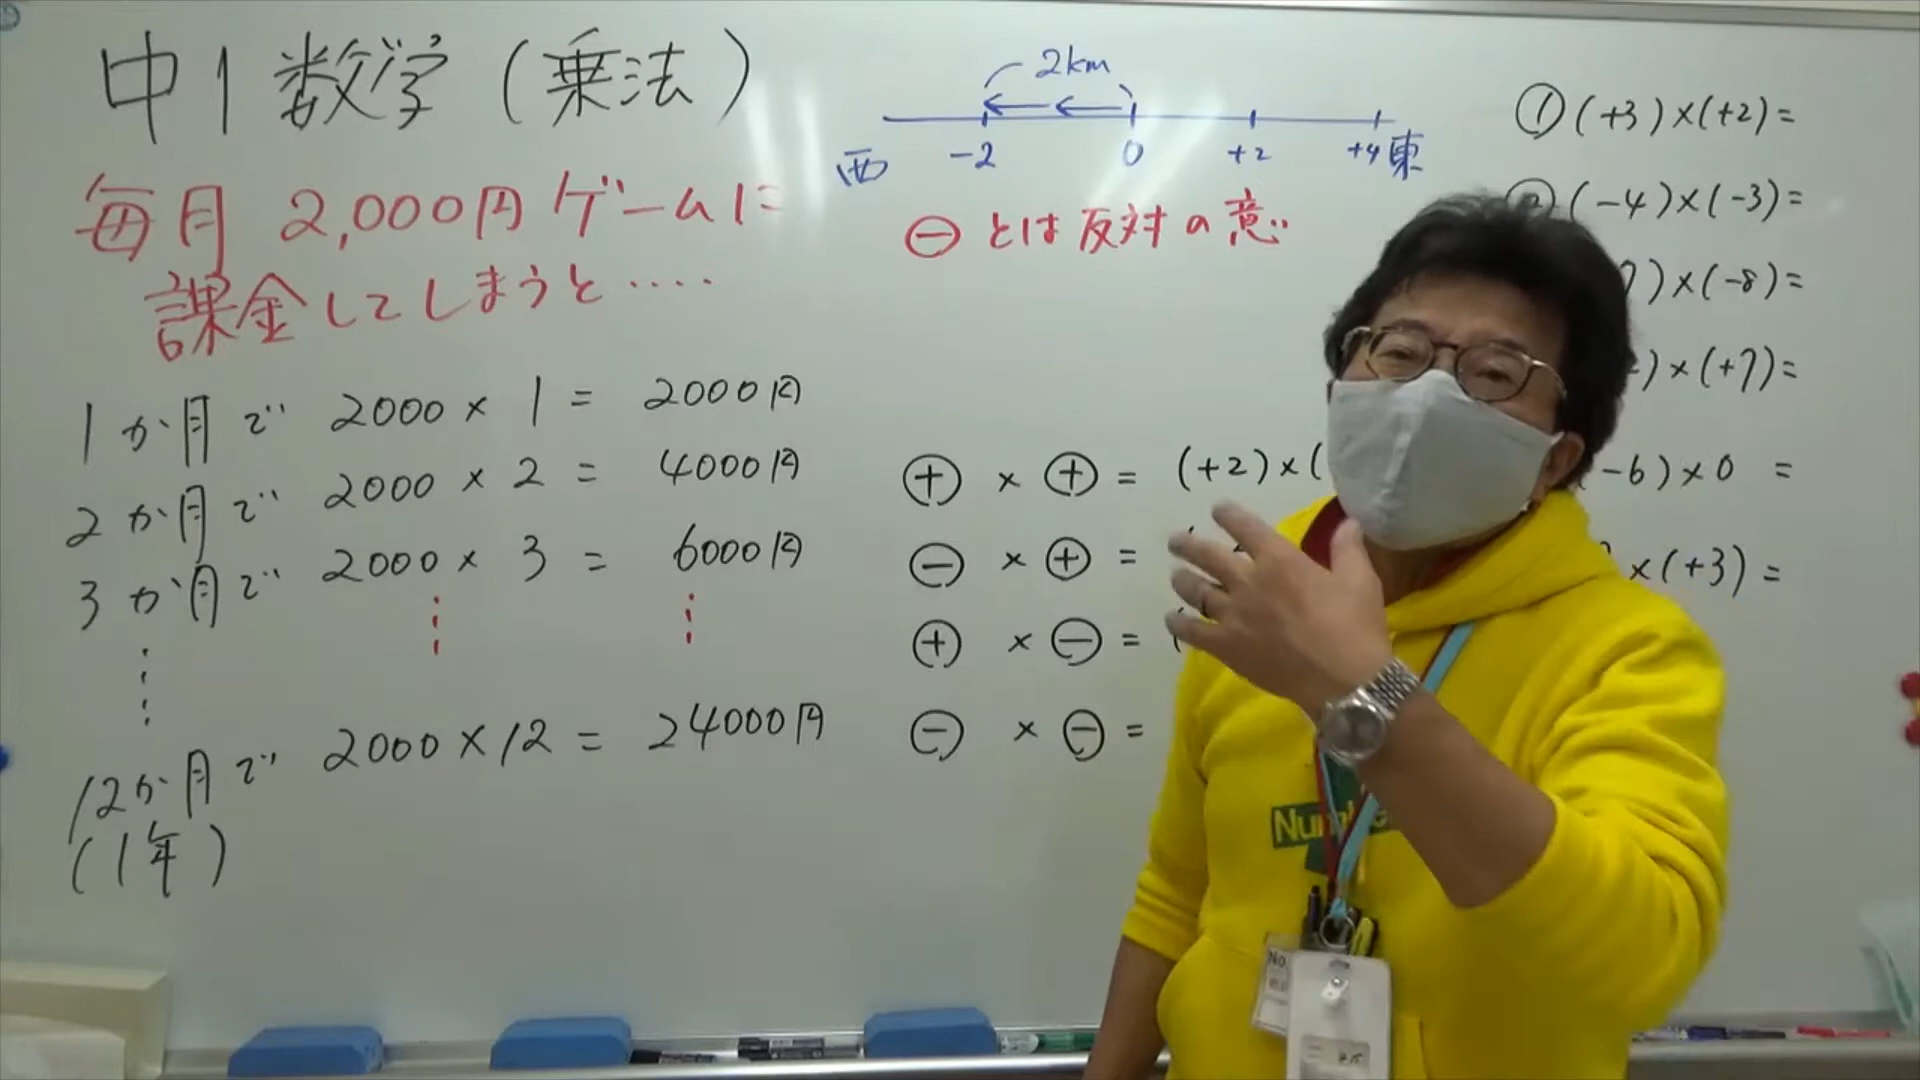 中1数学(乗法)
毎月 2,000円ゲームに
課金してしまうと‥‥
1か月で 2000 × 1 = 2000円
2か月で 2000 × 2 = 4000円
3か月で 2000 × 3 = 6000円
12か月で 2000 × 12 = 24000円
(1年)
2km
西 -2 0 +2 +4 東
⊖とは反対の意
⊕ × ⊕ = (+2)×(
⊖ × ⊕ =
⊕ × ⊖ = (
⊖ × ⊖ =
①(+3)×(+2)=
(-4)×(-3)=
)×(-8)=
)×(+7)=
-6)×0 =
×(+3)=
No.